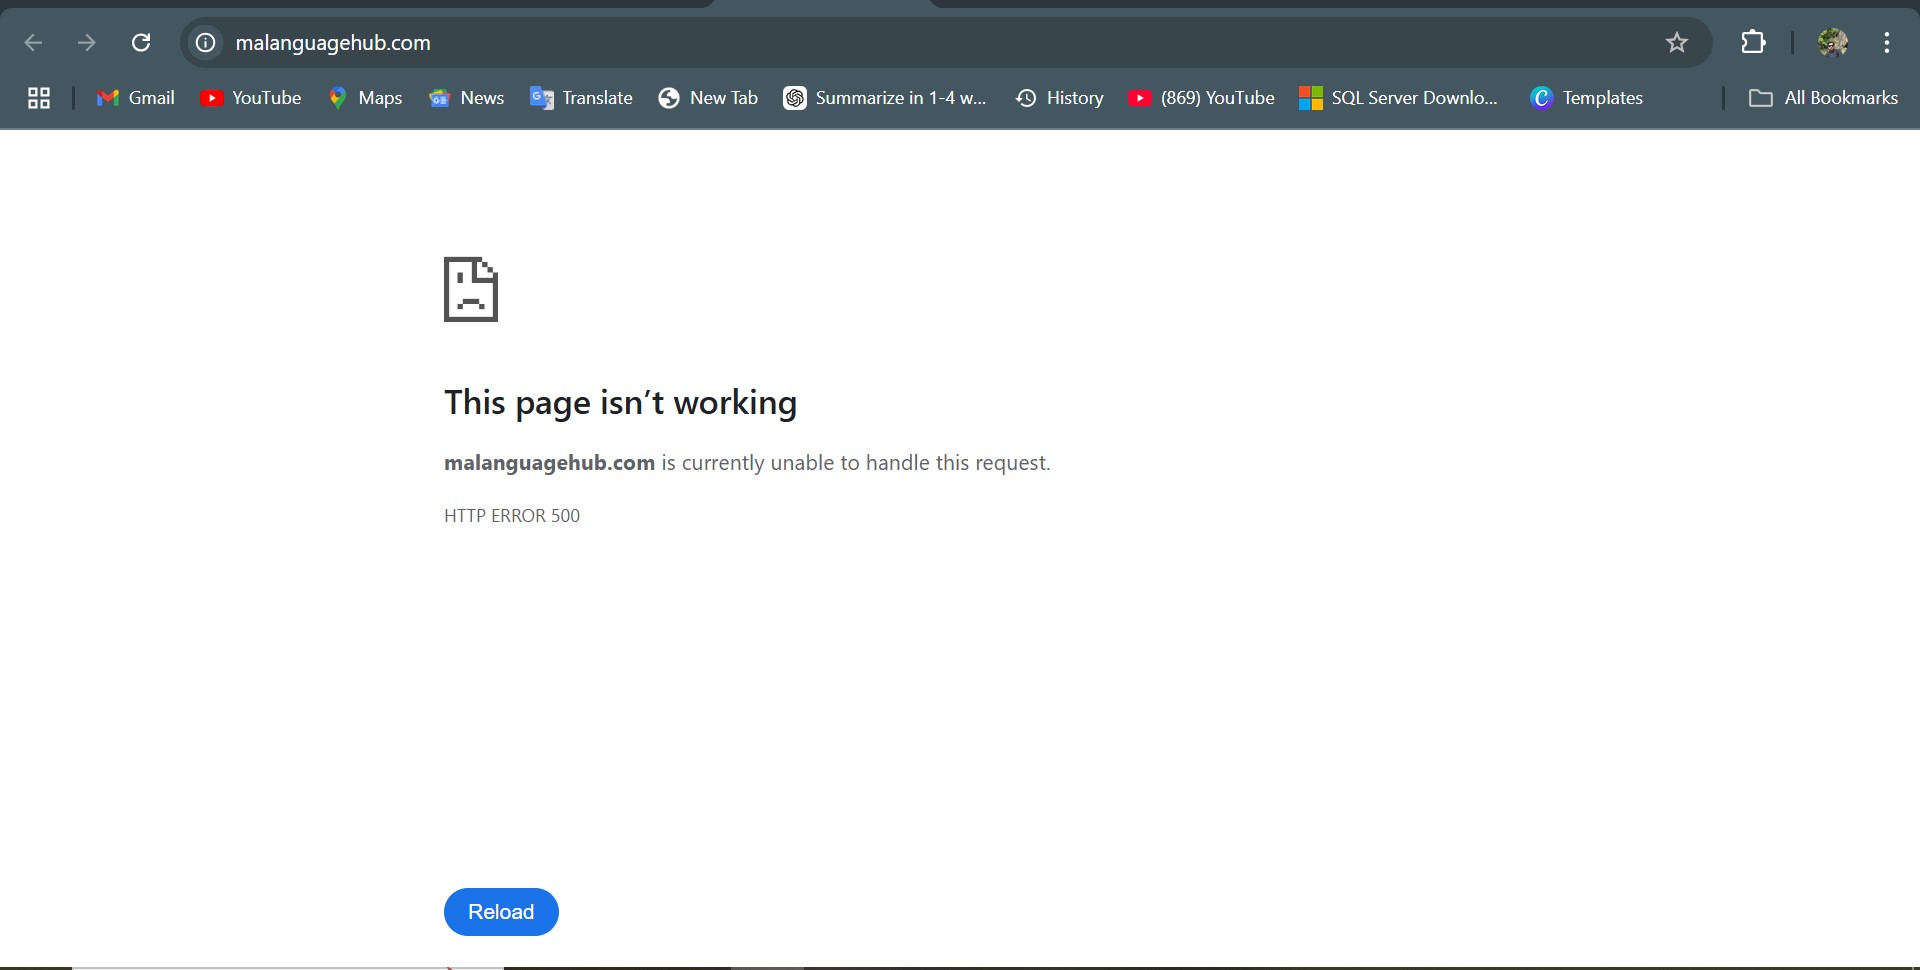 malanguagehub.com
Gmail YouTube Maps News Translate New Tab Summarize in 1-4 w... History (869) YouTube SQL Server Downlo... Templates All Bookmarks
This page isn’t working
malanguagehub.com is currently unable to handle this request.
HTTP ERROR 500
Reload